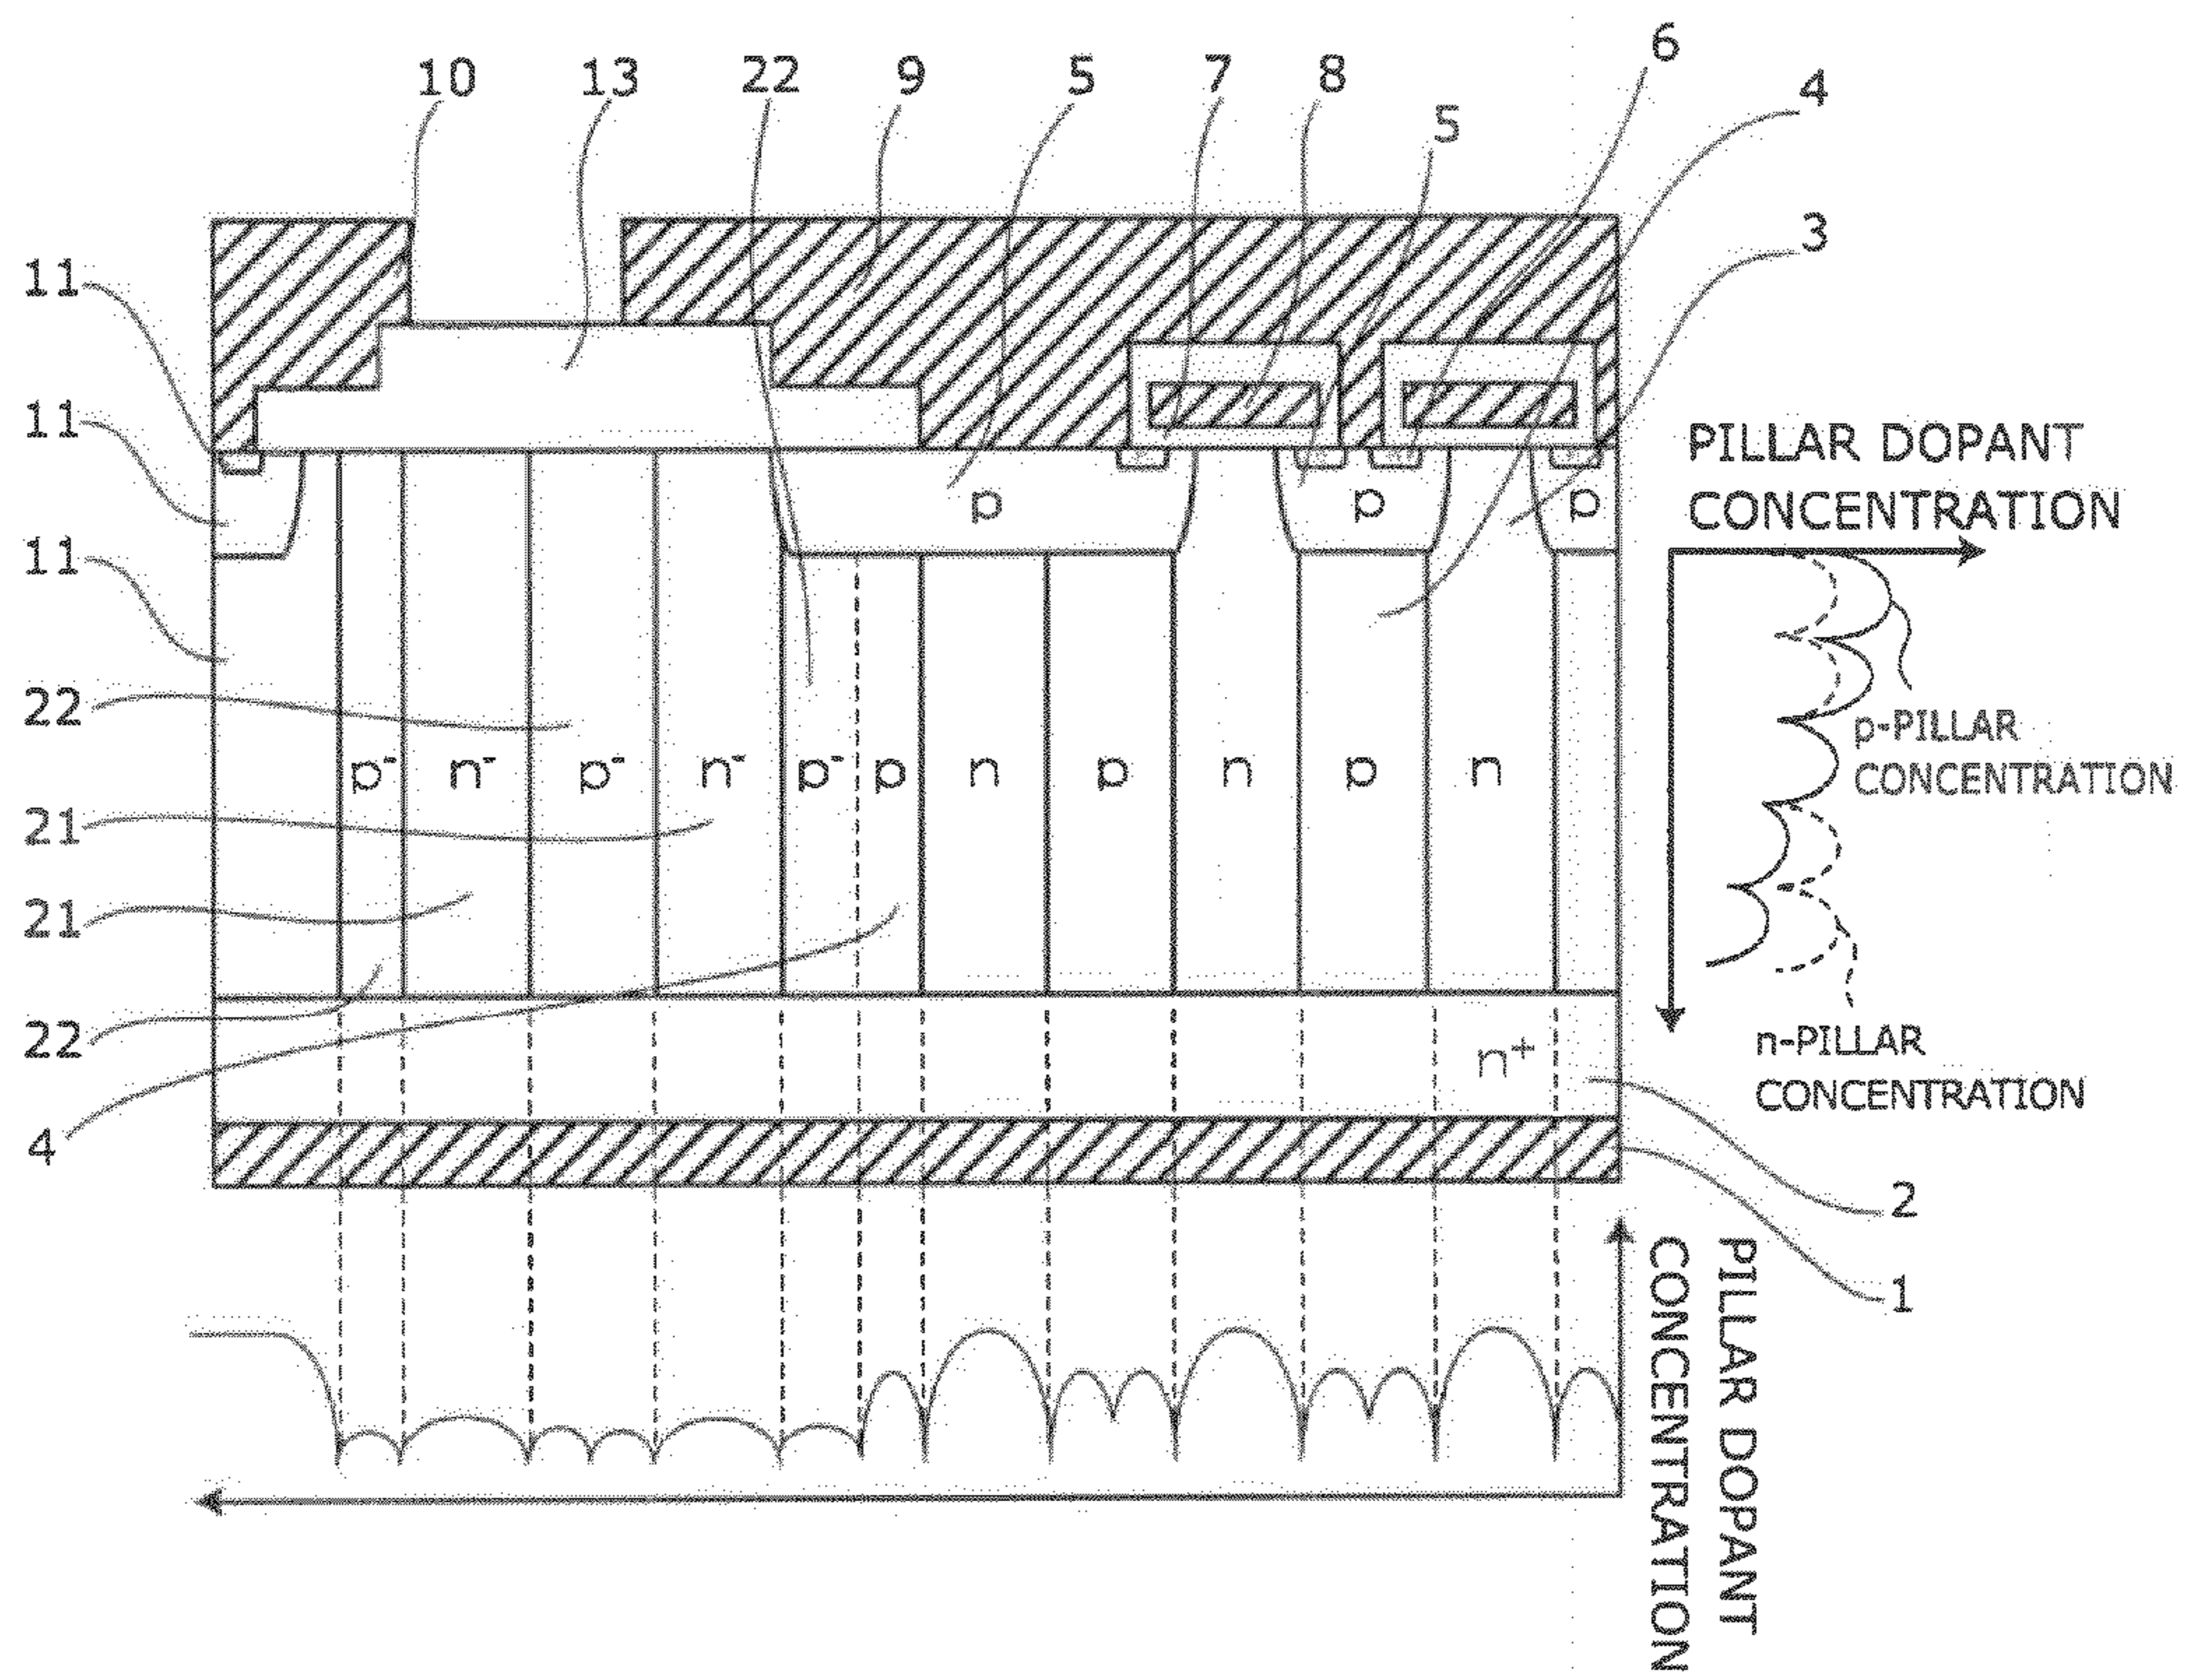 10 13 22 9 5 7 8 5 6 4
3
11
11
11
22
21
21
22
4
p p p
PILLAR DOPANT
CONCENTRATION
p⁻ n⁻ p⁻ n⁻ p⁻ p n p n p n
p-PILLAR
CONCENTRATION
n⁺
n-PILLAR
CONCENTRATION
2
1
PILLAR DOPANT
CONCENTRATION